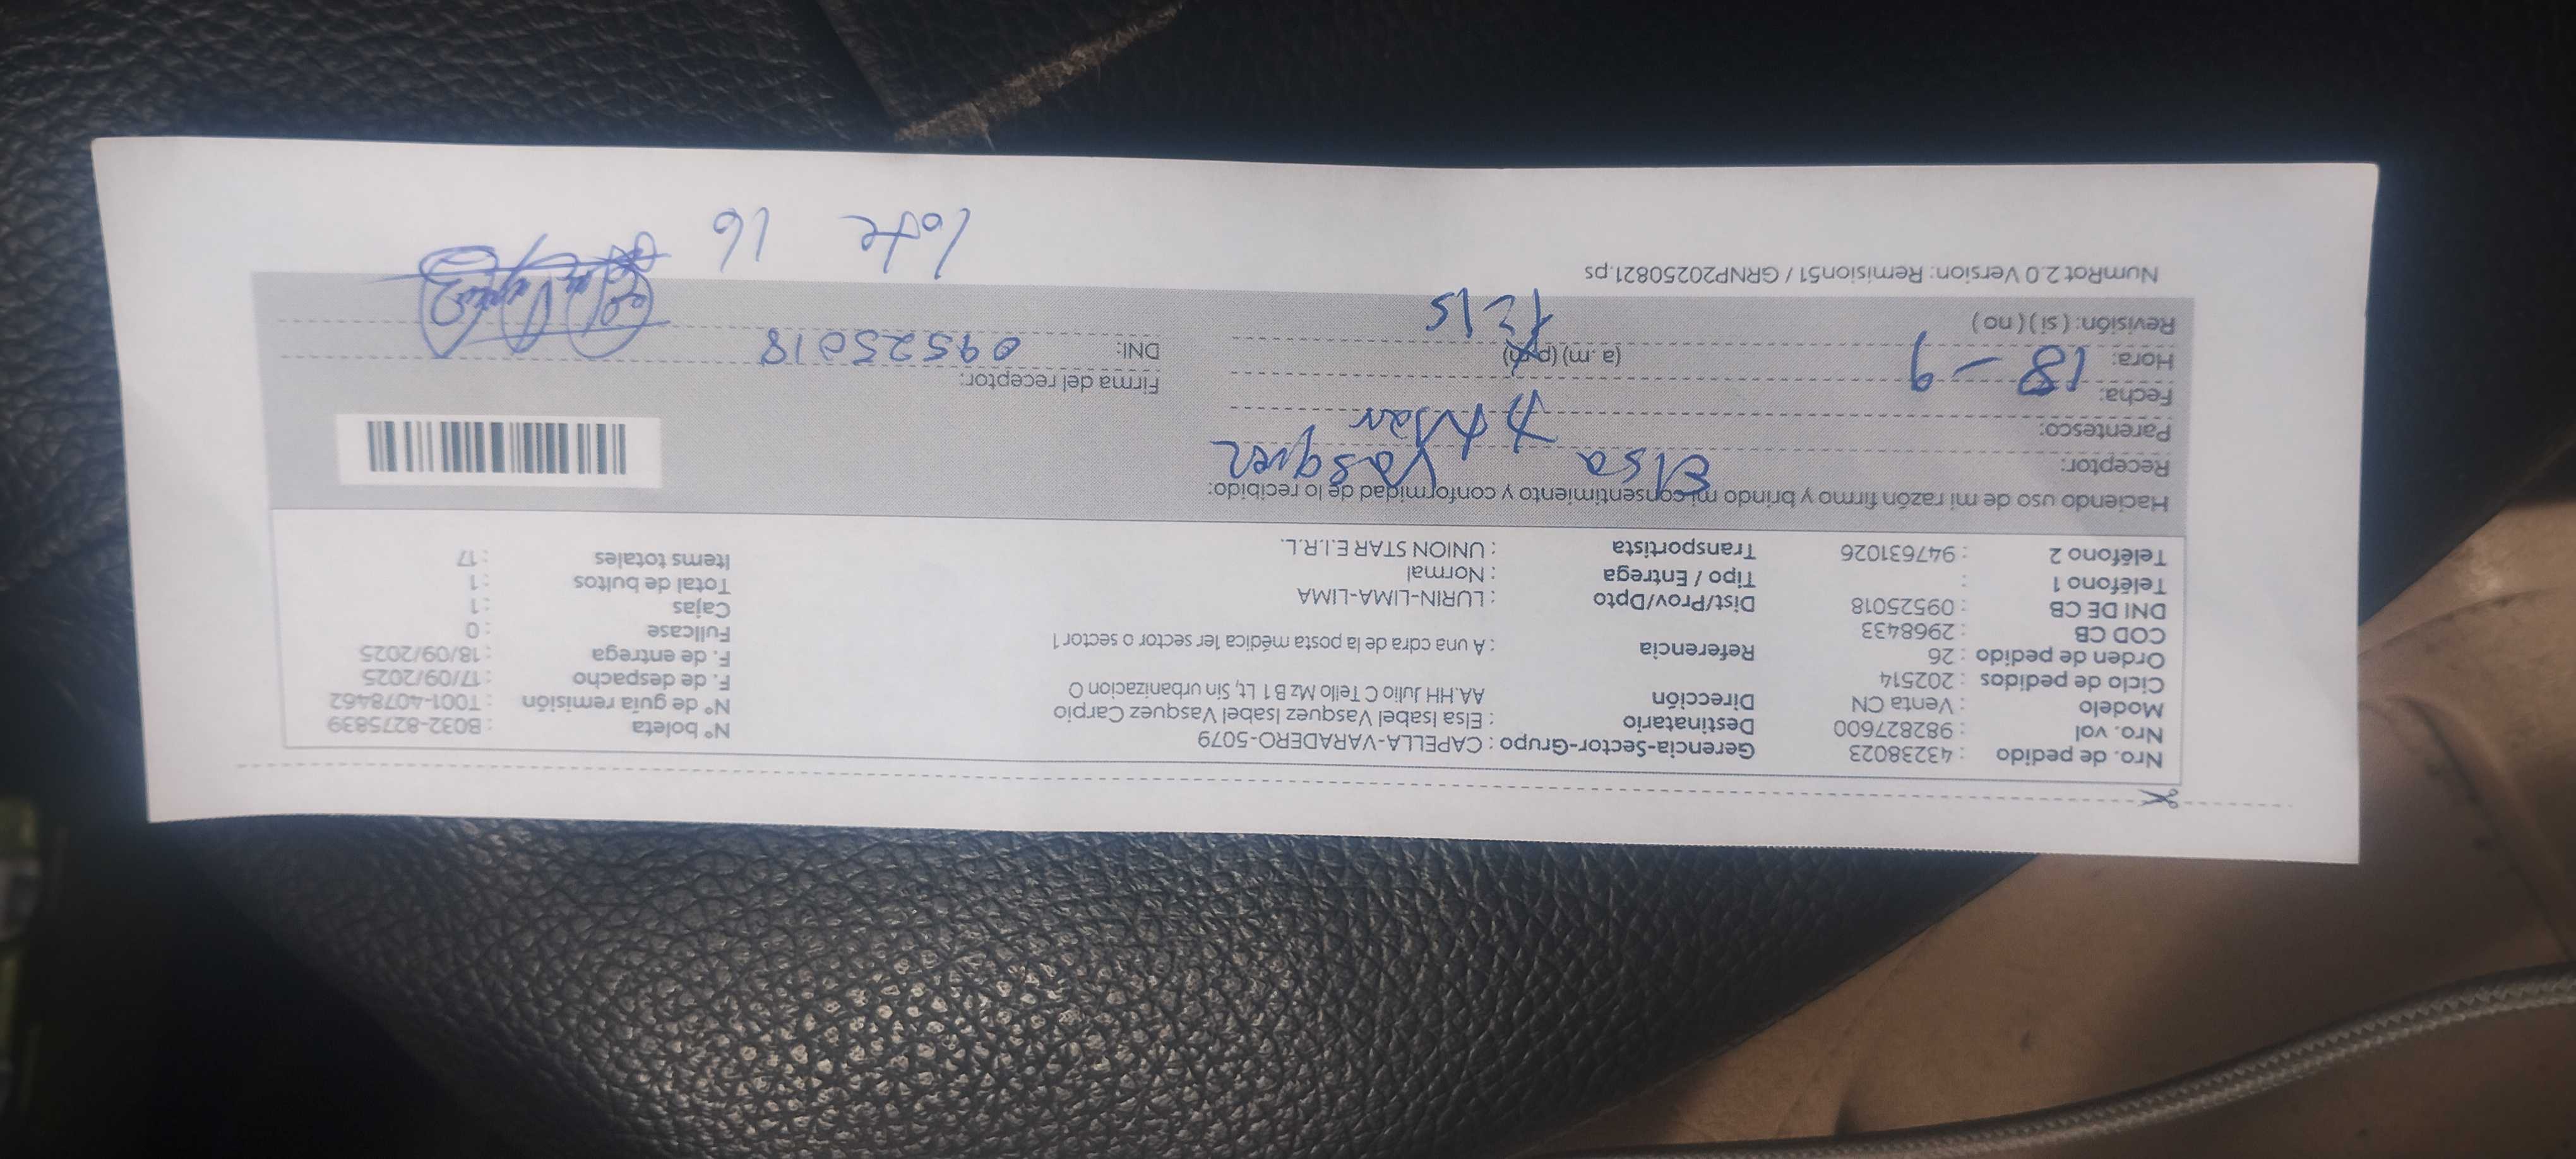 Nro. de pedido : 43238023 Gerencia-Sector-Grupo : CAPELLA-VARADERO-5079
Nro. vol : 982827600 Destinatario : Elsa Isabel Vasquez Isabel Vasquez Carpio N° boleta : B032-8275839
Modelo : Venta CN Dirección AA.HH Julio C Tello Mz B 1 Lt, Sin urbanizacion O N° de guía remisión : T001-4078462
Ciclo de pedidos : 202514 F. de despacho : 17/09/2025
Orden de pedido : 26 Referencia : A una cdra de la posta médica 1er sector o sector 1 F. de entrega : 18/09/2025
COD CB : 2968433 Fullcase : 0
DNI DE CB : 09525018 Dist/Prov/Dpto : LURIN-LIMA-LIMA Cajas : 1
Teléfono 1 : Tipo / Entrega : Normal Total de bultos : 1
Teléfono 2 : 947631026 Transportista : UNION STAR E.I.R.L. Items totales : 17
Haciendo uso de mi razón firmo y brindo mi consentimiento y conformidad de lo recibido:
Receptor: Elsa Vasquez
Parentesco:
Fecha: 18-9 Firma del receptor:
Hora: (a. m.) (p. m) DNI: 09525018
Revisión: ( si ) ( no )
NumRot 2.0 Version: Remision51 / GRNP20250821.ps
lote 16